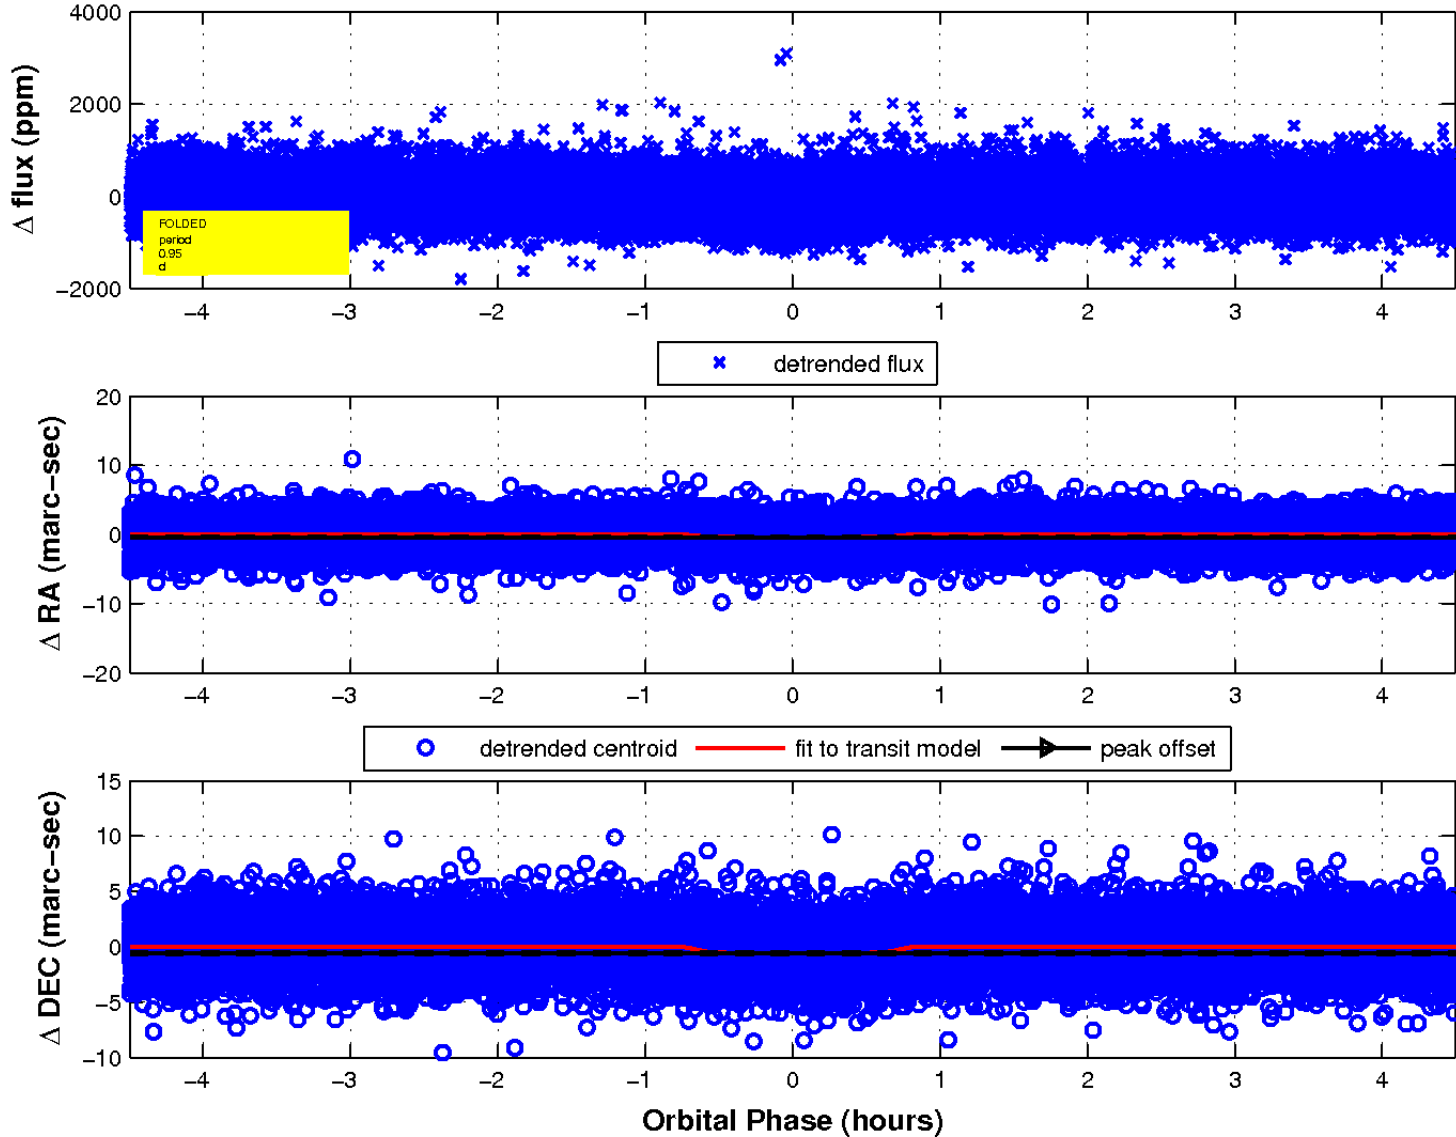 4000
2000
0
−2000
Δ flux (ppm)
FOLDED
period
0.95
d
−4 −3 −2 −1 0 1 2 3 4
detrended flux
20
10
0
−10
−20
Δ RA (marc−sec)
−4 −3 −2 −1 0 1 2 3 4
detrended centroid fit to transit model peak offset
15
10
5
0
−5
−10
Δ DEC (marc−sec)
−4 −3 −2 −1 0 1 2 3 4
Orbital Phase (hours)